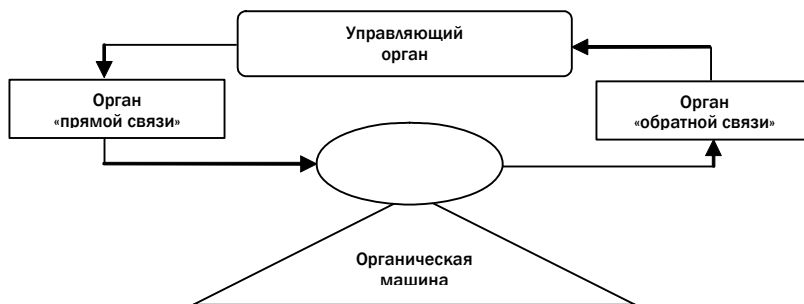 Управляющий
орган
Орган
«прямой связи»
Орган
«обратной связи»
Органическая
машина